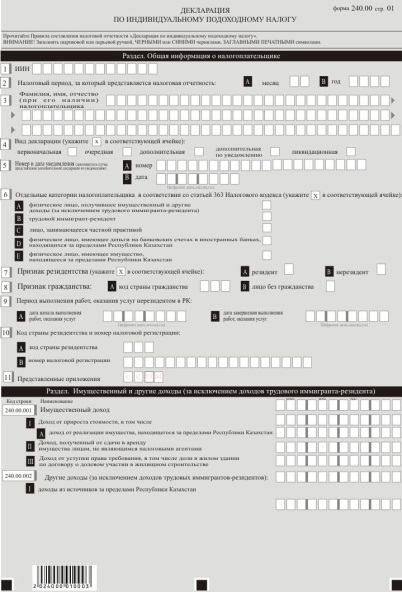 форма 240.00 стр. 01
ДЕКЛАРАЦИЯ
ПО ИНДИВИДУАЛЬНОМУ ПОДОХОДНОМУ НАЛОГУ
Прочитайте Правила составления налоговой отчетности «Декларация по индивидуальному подоходному налогу».
ВНИМАНИЕ! Заполнять шариковой или перьевой ручкой, ЧЕРНЫМИ или СИНИМИ чернилами, ЗАГЛАВНЫМИ ПЕЧАТНЫМИ символами.
Раздел. Общая информация о налогоплательщике
1 ИИН
2 Налоговый период, за который представляется налоговая отчетность: A месяц B год
3 Фамилия, имя, отчество
(при его наличии)
налогоплательщика
4 Вид декларации (укажите X в соответствующей ячейке):
первоначальная очередная дополнительная дополнительная по уведомлению ликвидационная
5 Номер и дата уведомления A номер
B дата
6 Отдельные категории налогоплательщика в соответствии со статьей 363 Налогового кодекса (укажите X в соответствующей ячейке):
A физическое лицо, получившее имущественный и другие
доходы (за исключением трудового иммигранта-резидента)
B трудовой иммигрант-резидент
C лицо, занимающееся частной практикой
D физическое лицо, имеющее деньги на банковских счетах в иностранных банках,
находящихся за пределами Республики Казахстан
E физическое лицо, имеющее имущество,
находящееся за пределами Республики Казахстан
7 Признак резидентства (укажите X в соответствующей ячейке): A резидент B нерезидент
8 Признак гражданства: A код страны гражданства B лицо без гражданства
9 Период выполнения работ, оказания услуг нерезидентом в РК:
A дата начала выполнения
работ, оказания услуг
B дата завершения выполнения
работ, оказания услуг
10 Код страны резидентства и номер налоговой регистрации:
A код страны резидентства
B номер налоговой регистрации
11 Представленные приложения
Раздел. Имущественный и другие доходы (за исключением доходов трудового иммигранта-резидента)
Код строки Наименование
240.00.001 Имущественный доход
I Доход от прироста стоимости, в том числе
A доход от реализации имущества, находящегося за пределами Республики Казахстан
II Доход, полученный от сдачи в аренду
имущества лицам, не являющимися налоговыми агентами
III Доход от уступки права требования, в том числе доли в жилом здании
по договору о долевом участии в жилищном строительстве
240.00.002 Другие доходы (за исключением доходов трудовых иммигрантов-резидентов):
I доходы из источников за пределами Республики Казахстан
2024000010003